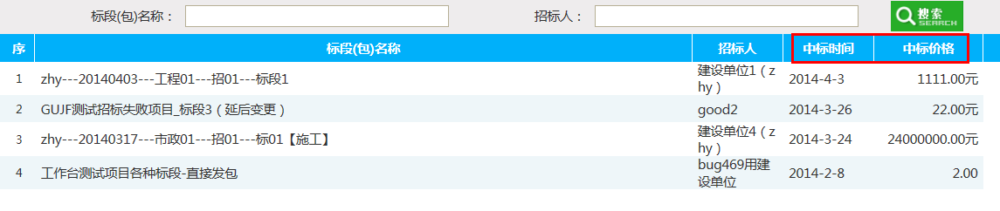 标段(包)名称： 招标人： 搜索
SEARCH
序 标段(包)名称 招标人 中标时间 中标价格
1 zhy---20140403---工程01---招01---标段1 建设单位1（z
hy） 2014-4-3 1111.00元
2 GUJF测试招标失败项目_标段3（延后变更） good2 2014-3-26 22.00元
3 zhy---20140317---市政01---招01---标01【施工】 建设单位4（z
hy） 2014-3-24 24000000.00元
4 工作台测试项目各种标段-直接发包 bug469用建
设单位 2014-2-8 2.00